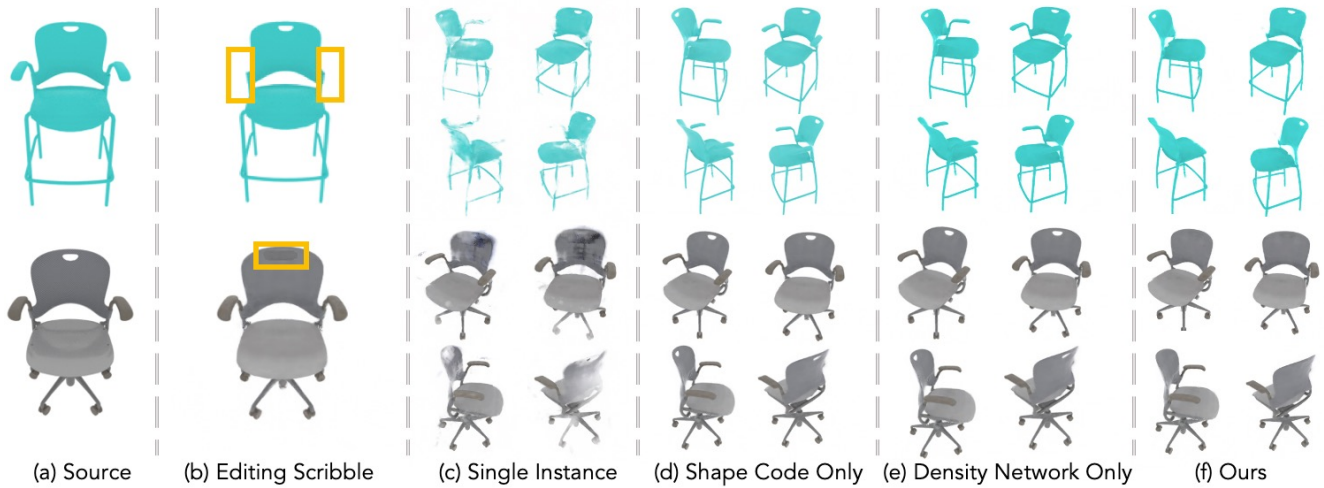 (a) Source
(b) Editing Scribble
(c) Single Instance
(d) Shape Code Only
(e) Density Network Only
(f) Ours